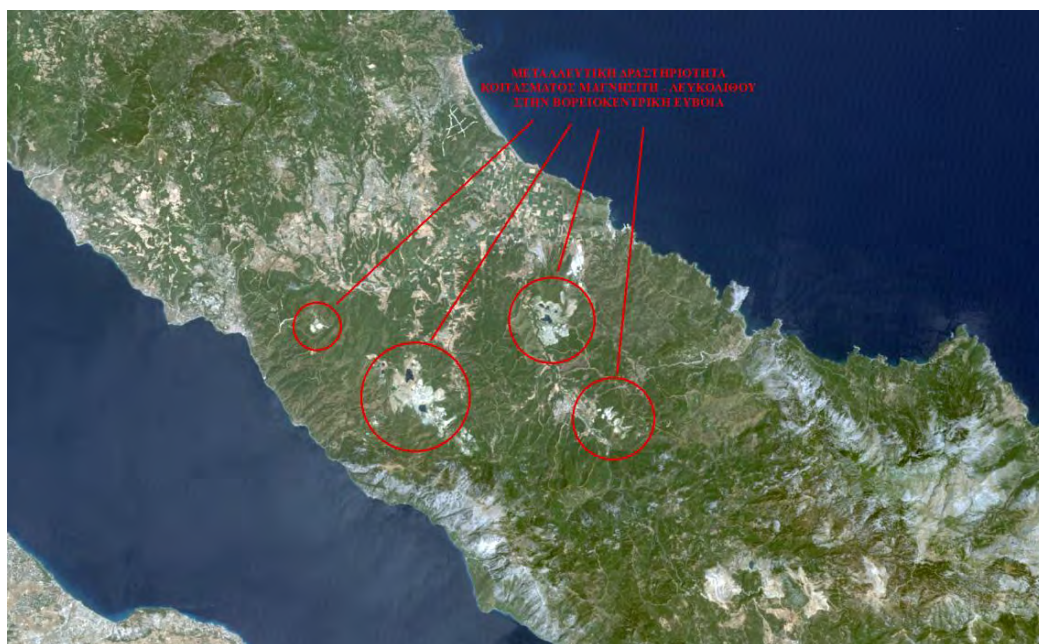 ΜΕΤΑΛΛΕΥΤΙΚΗ ΔΡΑΣΤΗΡΙΟΤΗΤΑ
ΚΟΙΤΑΣΜΑΤΟΣ ΜΑΓΝΗΣΙΤΗ - ΛΕΥΚΟΛΙΘΟΥ
ΣΤΗΝ ΒΟΡΕΙΟΚΕΝΤΡΙΚΗ ΕΥΒΟΙΑ